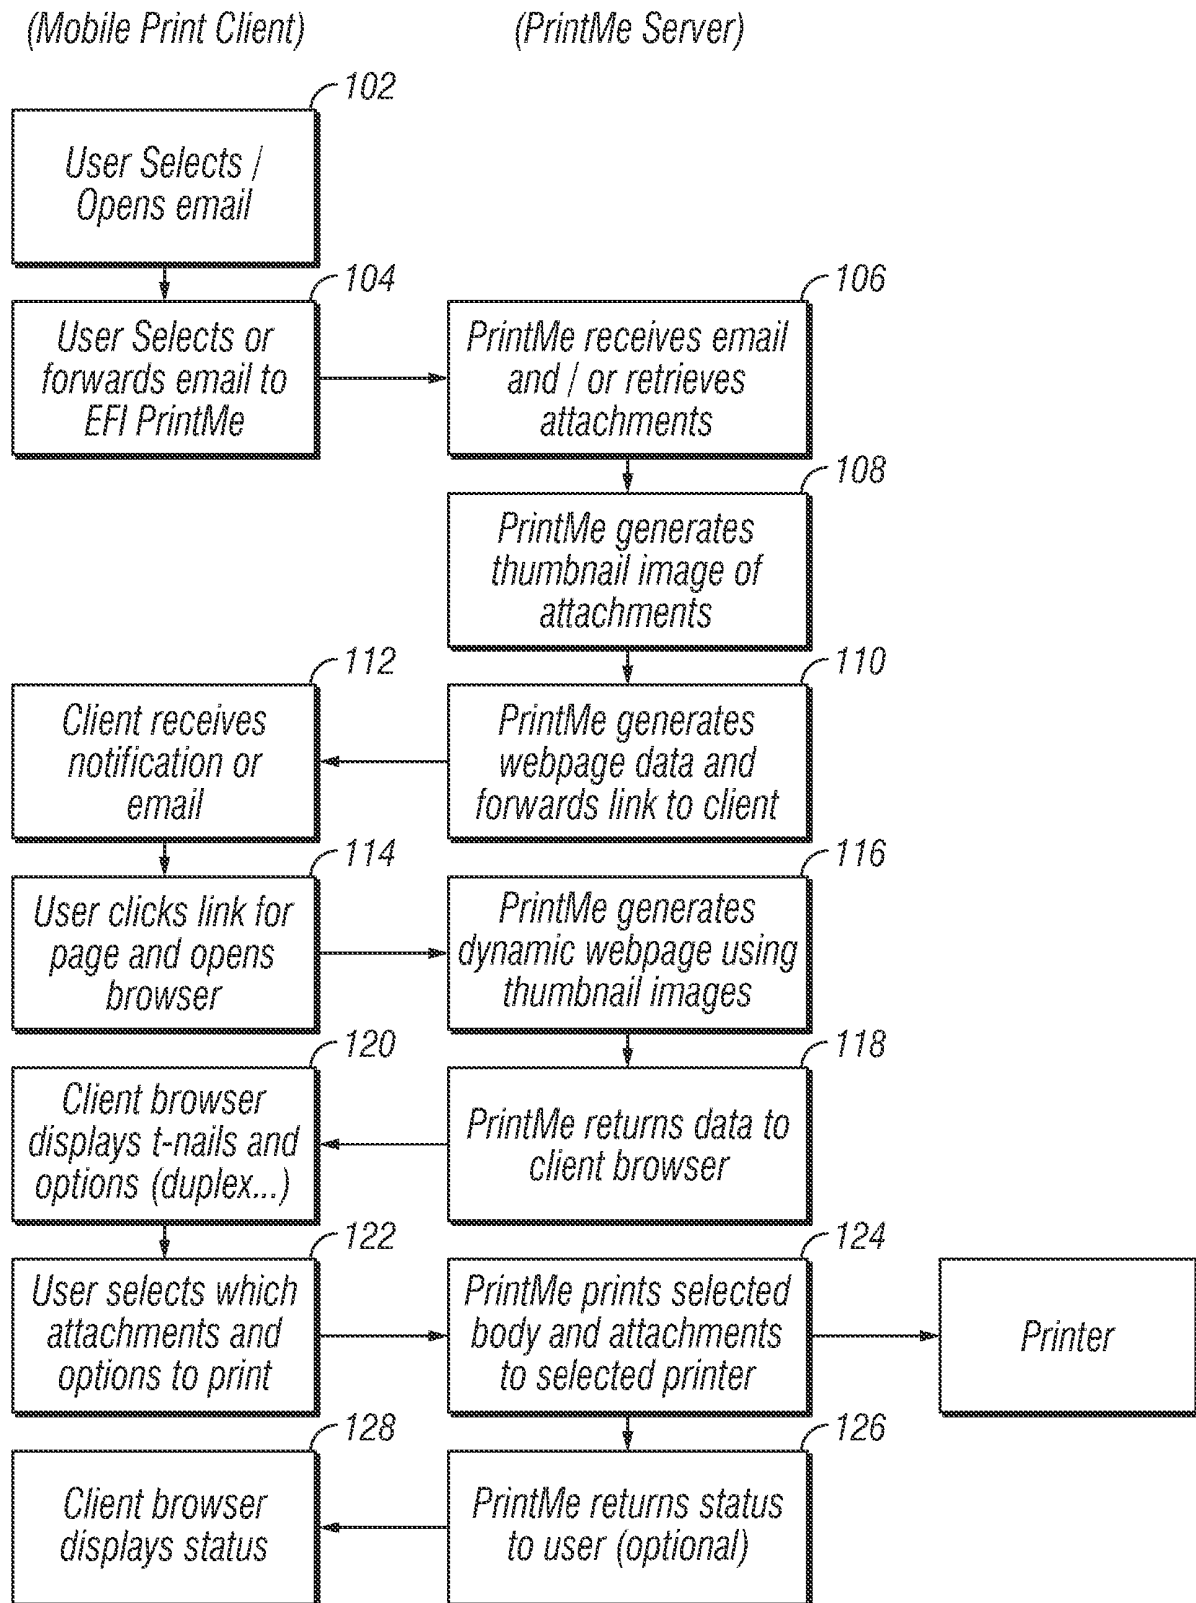 (Mobile Print Client)
(PrintMe Server)
102
User Selects /
Opens email
104
User Selects or
forwards email to
EFI PrintMe
106
PrintMe receives email
and / or retrieves
attachments
108
PrintMe generates
thumbnail image of
attachments
110
PrintMe generates
webpage data and
forwards link to client
112
Client receives
notification or
email
114
User clicks link for
page and opens
browser
116
PrintMe generates
dynamic webpage using
thumbnail images
118
PrintMe returns data to
client browser
120
Client browser
displays t-nails and
options (duplex...)
122
User selects which
attachments and
options to print
124
PrintMe prints selected
body and attachments
to selected printer
Printer
126
PrintMe returns status
to user (optional)
128
Client browser
displays status